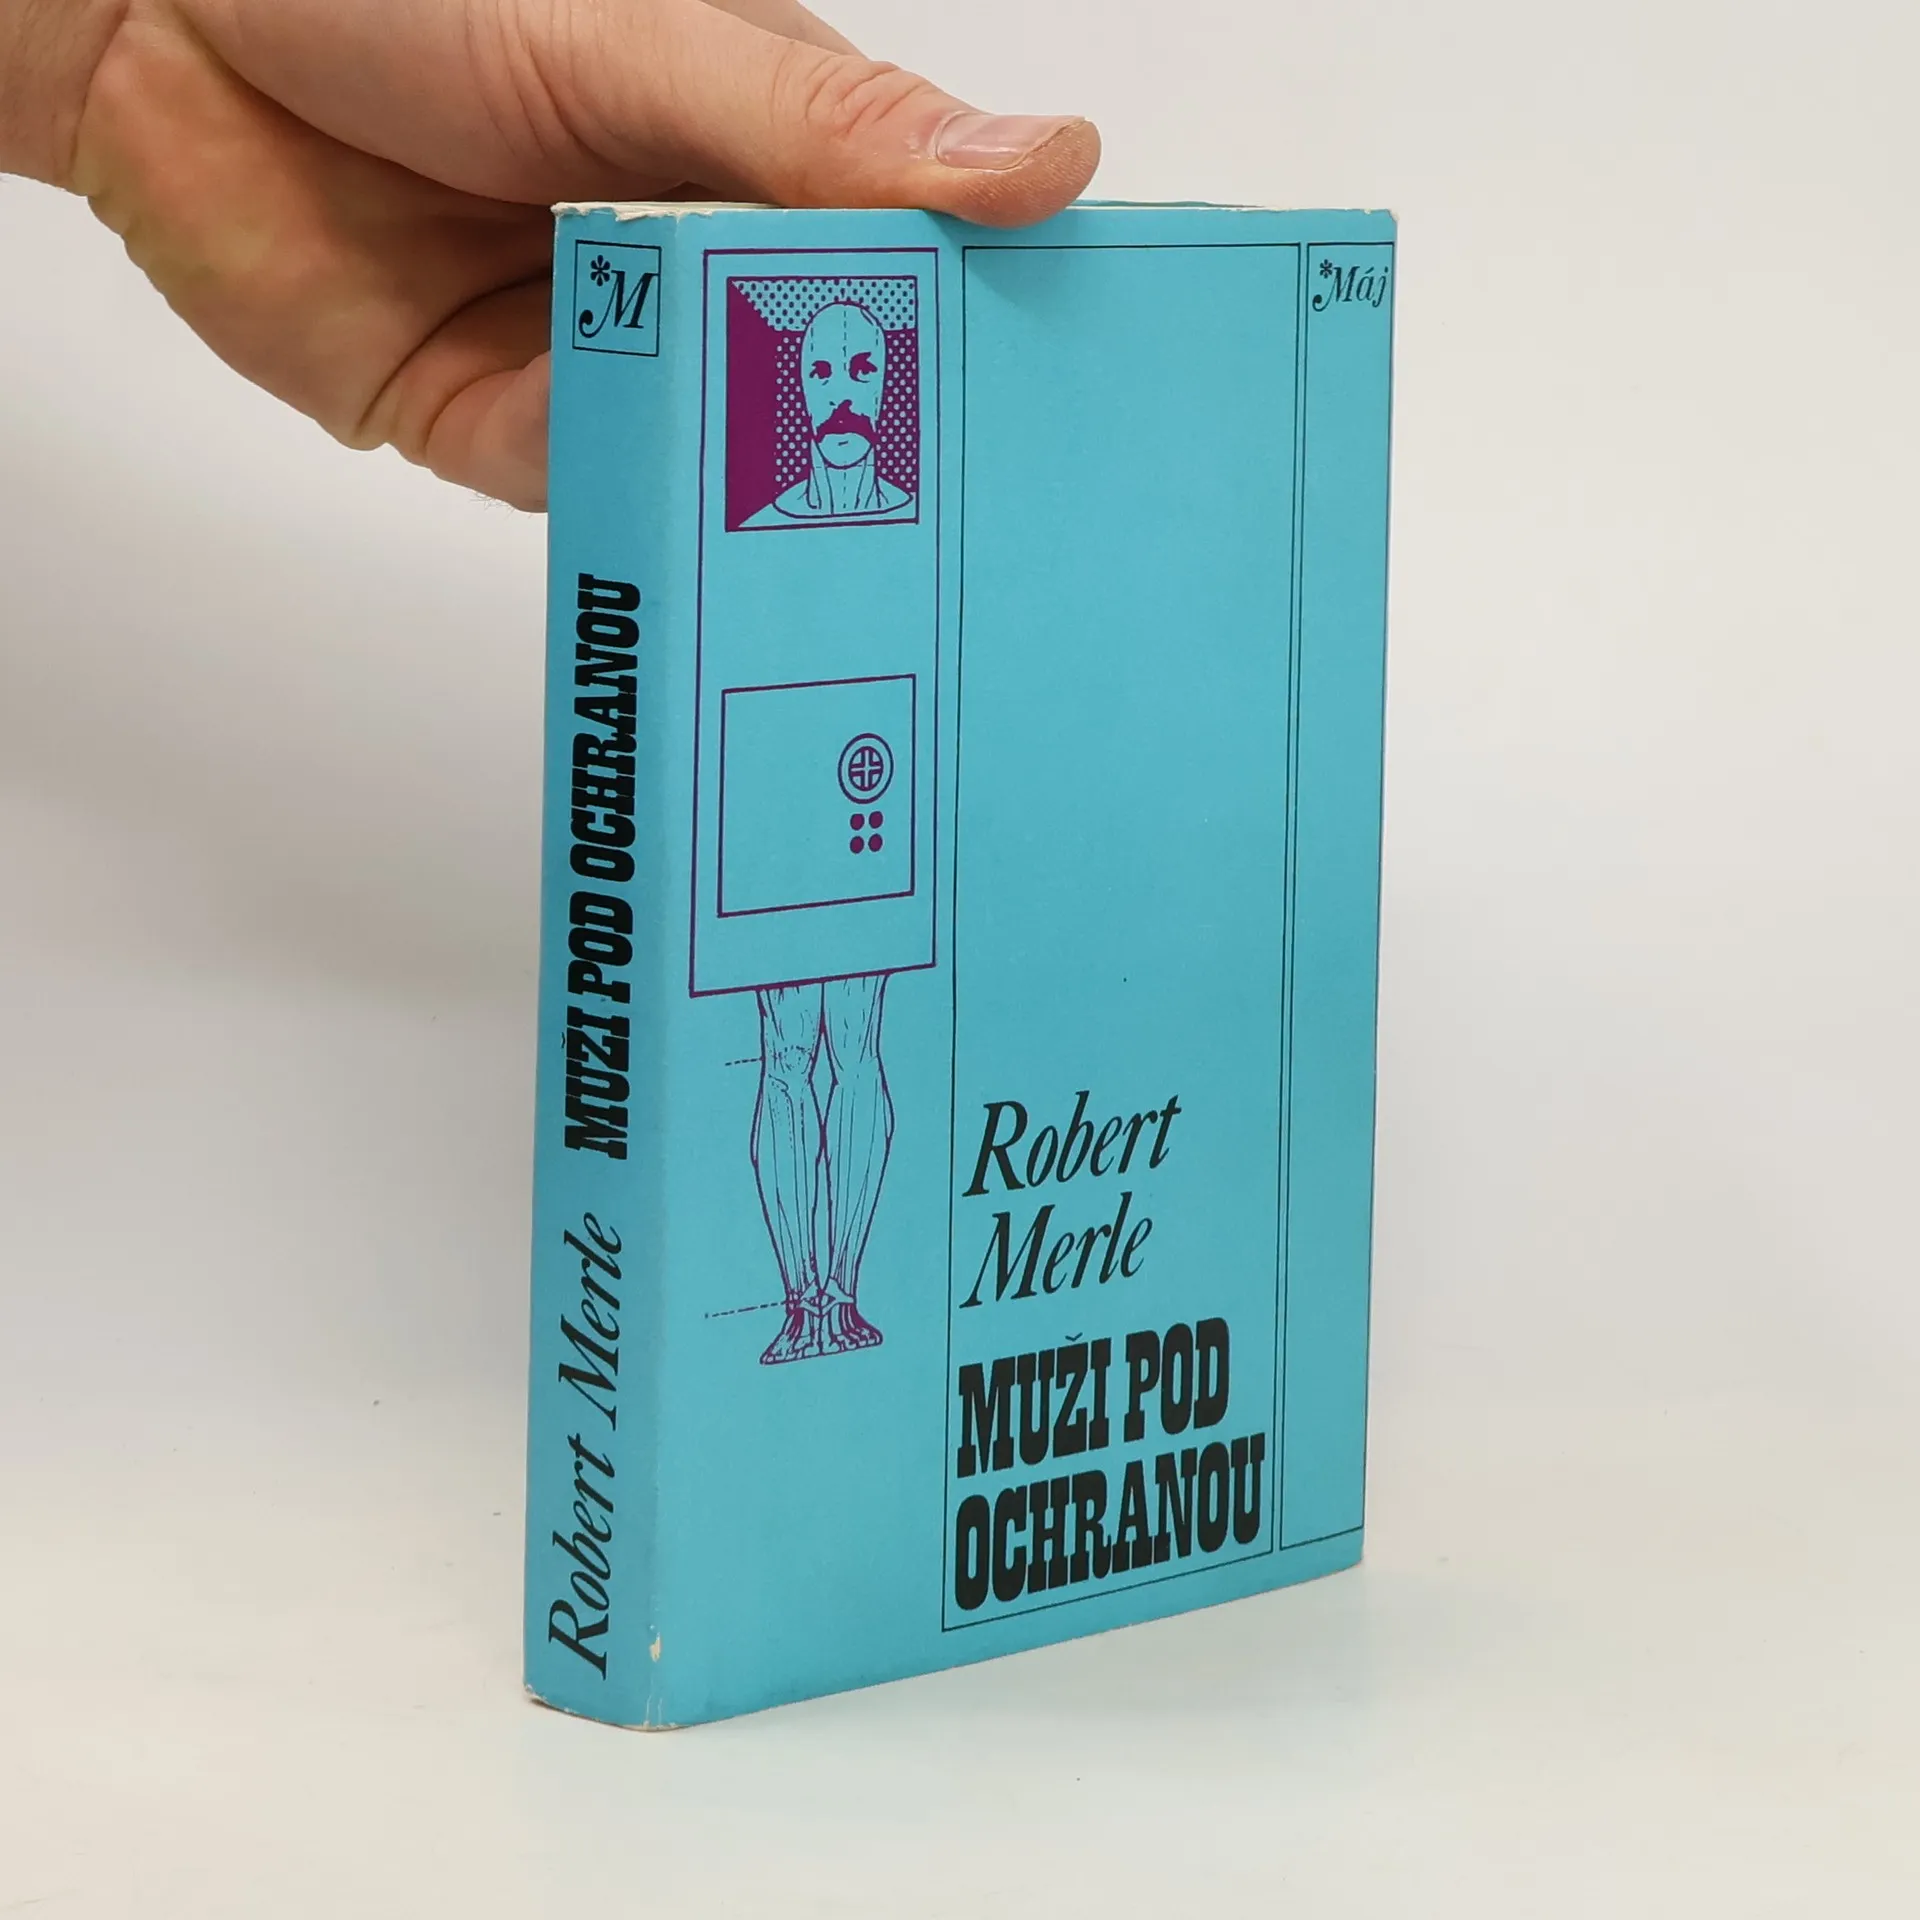 *M
MUŽI POD OCHRANOU
Robert Merle
*Máj
Robert
Merle
MUŽI POD
OCHRANOU